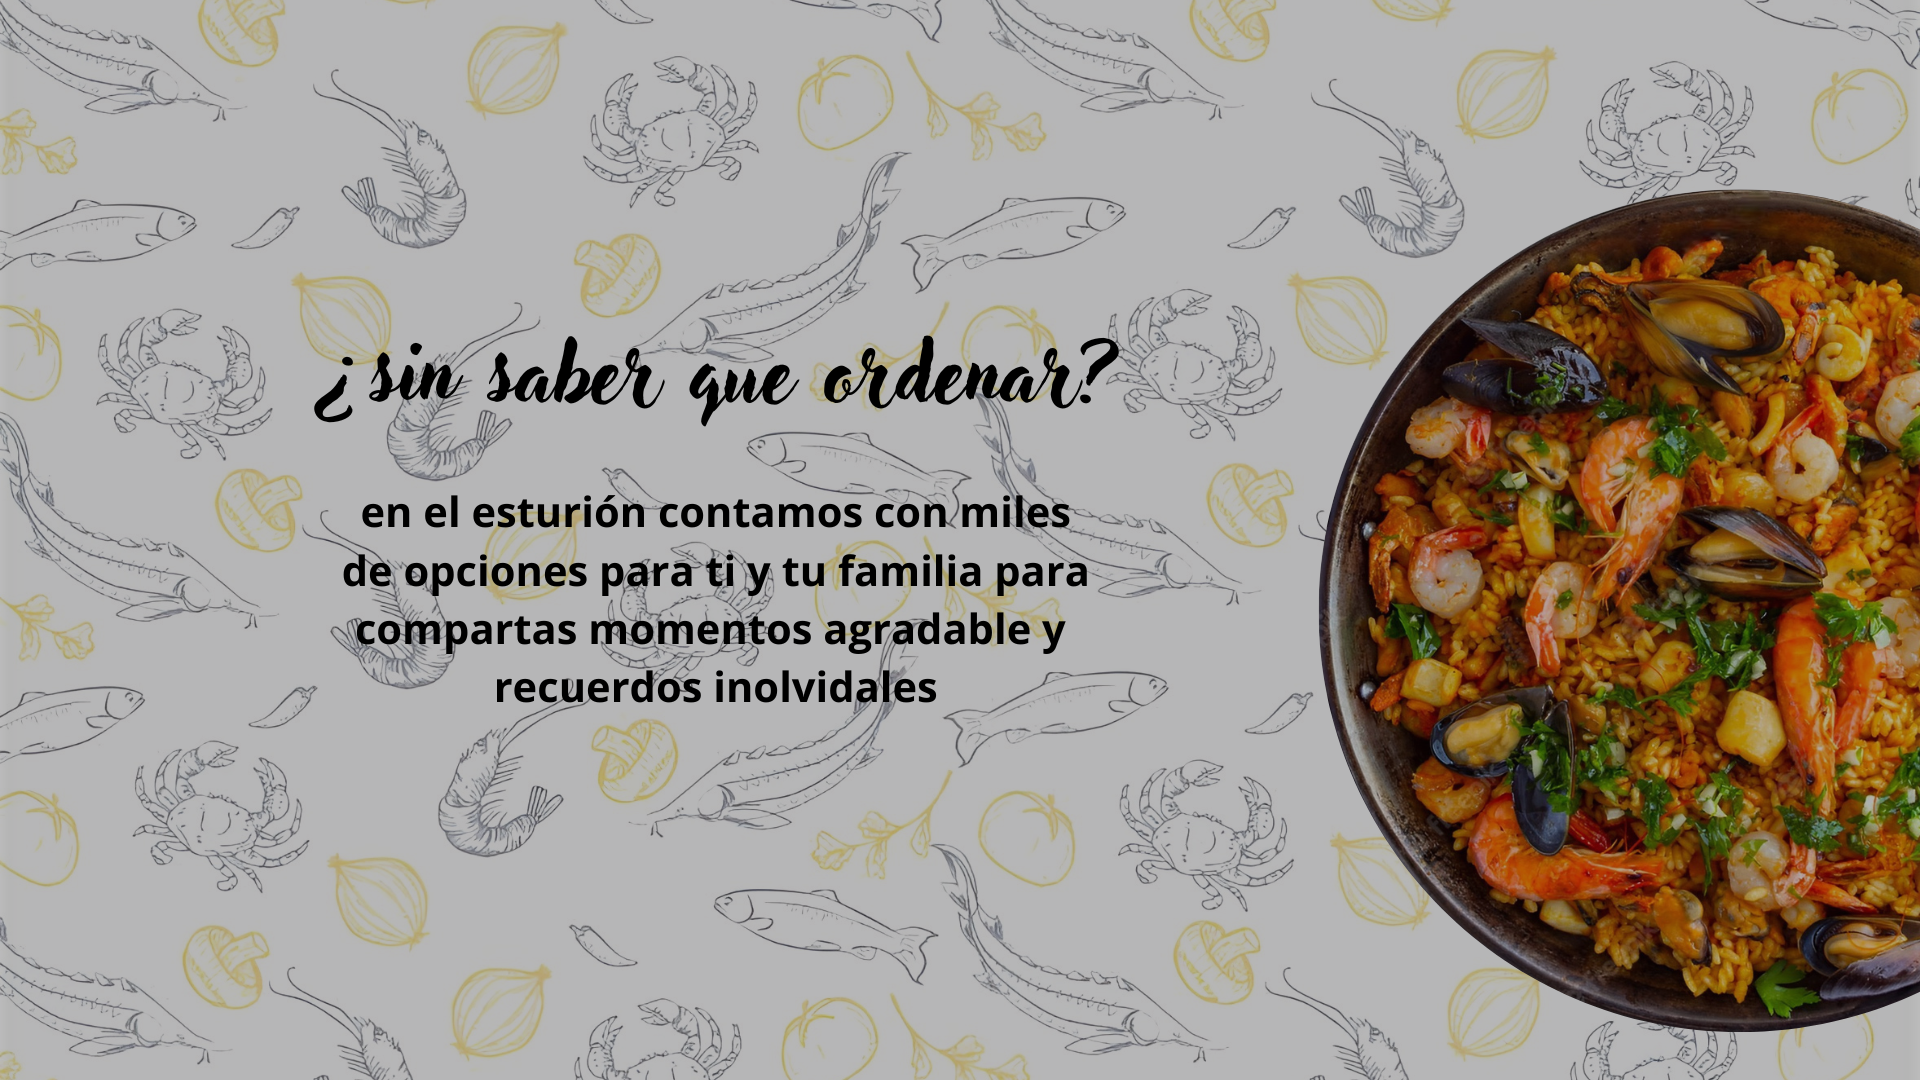 ¿sin saber que ordenar?
en el esturión contamos con miles
de opciones para ti y tu familia para
compartas momentos agradable y
recuerdos inolvidales